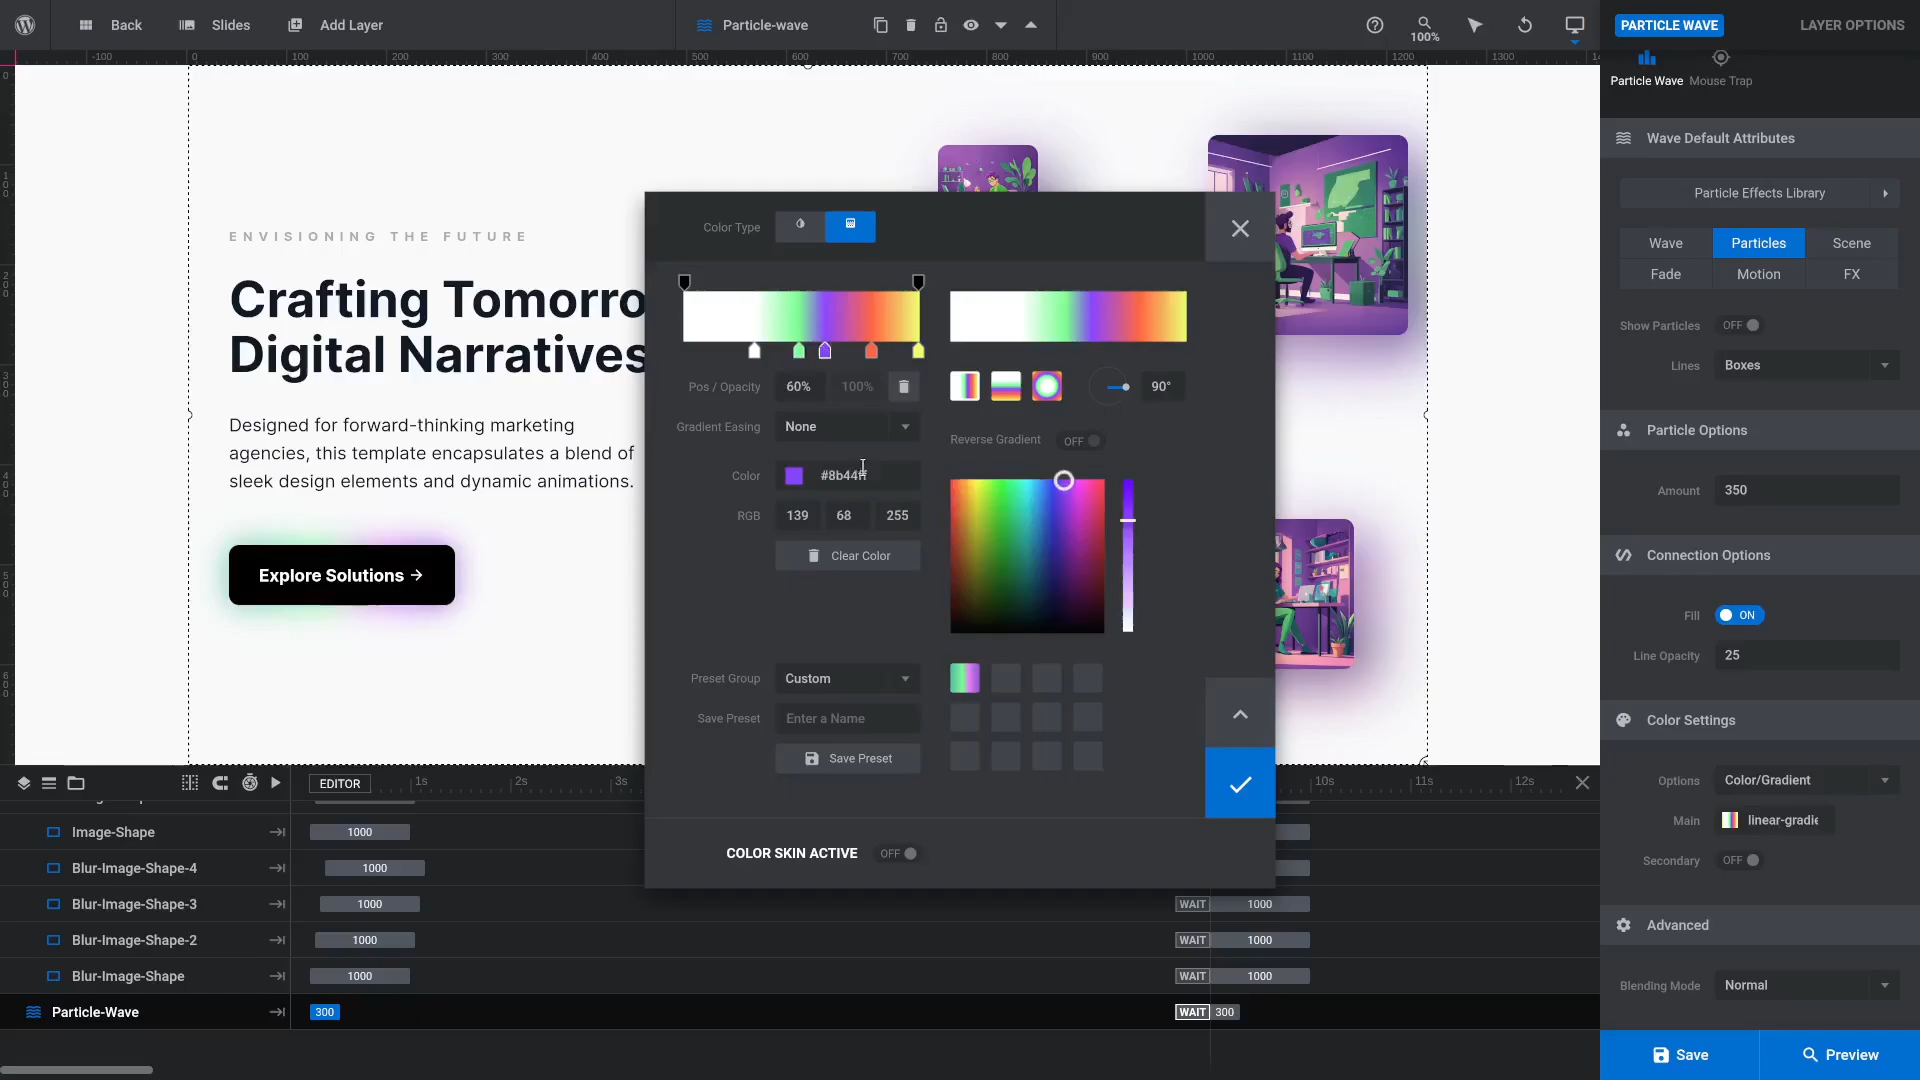 Back
Slides
Add Layer
Particle-wave
100%
PARTICLE WAVE
LAYER OPTIONS
-100 0 100 200 300 400 500 600 700 800 900 1000 1100 1200 1300
0
100
200
300
400
500
600
ENVISIONING THE FUTURE
Crafting Tomorro
Digital Narratives
Designed for forward-thinking marketing
agencies, this template encapsulates a blend of
sleek design elements and dynamic animations.
Explore Solutions →
Color Type
Pos / Opacity 60% 100%
90°
Gradient Easing None
Reverse Gradient OFF
Color #8b44ff
RGB 139 68 255
Clear Color
Preset Group Custom
Save Preset Enter a Name
Save Preset
COLOR SKIN ACTIVE OFF
Particle Wave
Mouse Trap
Wave Default Attributes
Particle Effects Library
Wave Particles Scene
Fade Motion FX
Show Particles OFF
Lines Boxes
Particle Options
Amount 350
Connection Options
Fill ON
Line Opacity 25
Color Settings
Options Color/Gradient
Main linear-gradie
Secondary OFF
Advanced
Blending Mode Normal
Save
Preview
EDITOR 1s 2s 3s 10s 11s 12s
Image-Shape 1000
Blur-Image-Shape-4 1000
Blur-Image-Shape-3 1000 WAIT 1000
Blur-Image-Shape-2 1000 WAIT 1000
Blur-Image-Shape 1000 WAIT 1000
Particle-Wave 300 WAIT 300